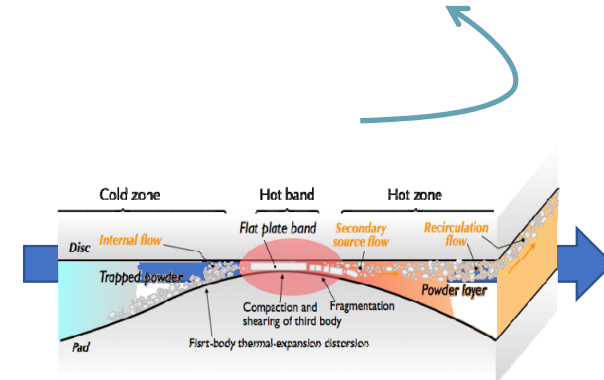 Cold zone
Hot band
Hot zone
Flat plate band
Secondary
source flow
Recirculation
flow
Internal flow
Disc
Trapped powder
Powder layer
Compaction and
shearing of third body
Fragmentation
Fisrt-body thermal-expansion distorsion
Pad